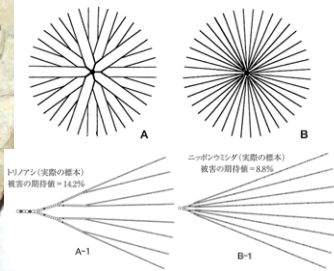 A
B
トリノアシ(実際の標本)
被害の期待値=14.2%
A-1
ニッポンウミシダ(実際の標本)
被害の期待値=8.8%
B-1